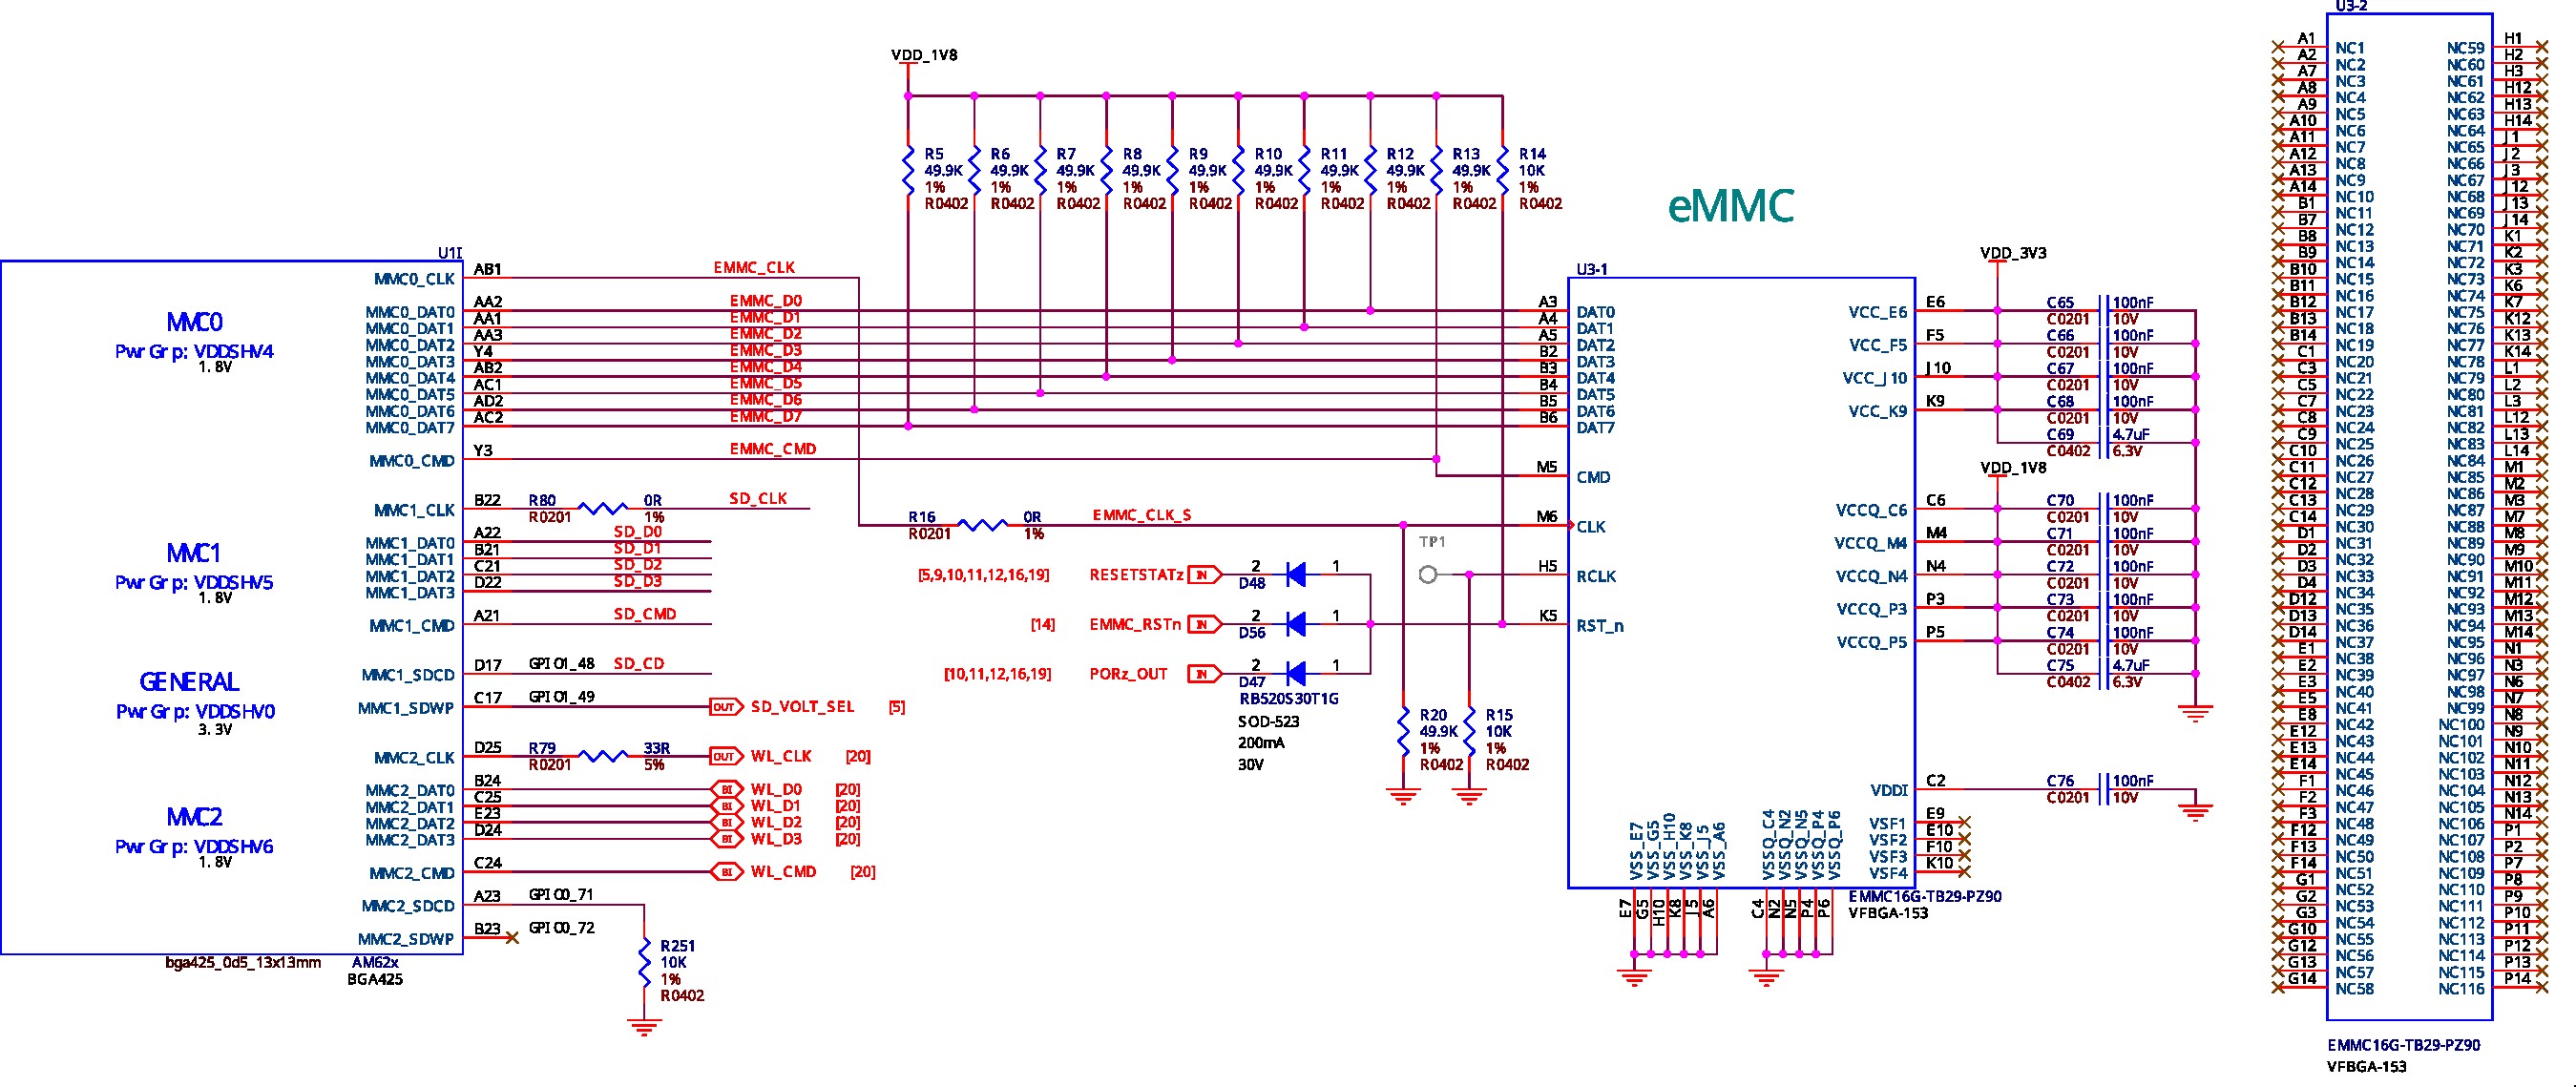 U3-2
VDD_1V8
R5 49.9K 1% R0402
R6 49.9K 1% R0402
R7 49.9K 1% R0402
R8 49.9K 1% R0402
R9 49.9K 1% R0402
R10 49.9K 1% R0402
R11 49.9K 1% R0402
R12 49.9K 1% R0402
R13 49.9K 1% R0402
R14 10K 1% R0402
eMMC
U1I
MMC0
Pwr Grp: VDDSHV4
1.8V
MMC1
Pwr Grp: VDDSHV5
1.8V
GENERAL
Pwr Grp: VDDSHV0
3.3V
MMC2
Pwr Grp: VDDSHV6
1.8V
MMC0_CLK AB1 EMMC_CLK
MMC0_DAT0 AA2 EMMC_D0
MMC0_DAT1 AA1 EMMC_D1
MMC0_DAT2 AA3 EMMC_D2
MMC0_DAT3 Y4 EMMC_D3
MMC0_DAT4 AB2 EMMC_D4
MMC0_DAT5 AC1 EMMC_D5
MMC0_DAT6 AD2 EMMC_D6
MMC0_DAT7 AC2 EMMC_D7
MMC0_CMD Y3 EMMC_CMD
MMC1_CLK B22 R80 R0201 0R 1% SD_CLK
MMC1_DAT0 A22 SD_D0
MMC1_DAT1 B21 SD_D1
MMC1_DAT2 C21 SD_D2
MMC1_DAT3 D22 SD_D3
MMC1_CMD A21 SD_CMD
MMC1_SDCD D17 GPIO1_48 SD_CD
MMC1_SDWP C17 GPIO1_49 OUT SD_VOLT_SEL [5]
MMC2_CLK D25 R79 R0201 33R 5% OUT WL_CLK [20]
MMC2_DAT0 B24 BI WL_D0 [20]
MMC2_DAT1 C25 BI WL_D1 [20]
MMC2_DAT2 E23 BI WL_D2 [20]
MMC2_DAT3 D24 BI WL_D3 [20]
MMC2_CMD C24 BI WL_CMD [20]
MMC2_SDCD A23 GPIO0_71
MMC2_SDWP B23 GPIO0_72
R251 10K 1% R0402
bga425_0d5_13x13mm AM62x
BGA425
R16 R0201 0R 1% EMMC_CLK_S
TP1
[5,9,10,11,12,16,19] RESETSTATz IN 2 D48 1
[14] EMMC_RSTn IN 2 D56 1
[10,11,12,16,19] PORz_OUT IN 2 D47 1
RB520S30T1G
SOD-523
200mA
30V
R20 49.9K 1% R0402
R15 10K 1% R0402
U3-1
A3 DAT0
A4 DAT1
A5 DAT2
B2 DAT3
B3 DAT4
B4 DAT5
B5 DAT6
B6 DAT7
M5 CMD
M6 CLK
H5 RCLK
K5 RST_n
VDD_3V3
VCC_E6 E6 C65 C0201 100nF 10V
VCC_F5 F5 C66 C0201 100nF 10V
VCC_J10 J10 C67 C0201 100nF 10V
VCC_K9 K9 C68 C0201 100nF 10V
C69 C0402 4.7uF 6.3V
VDD_1V8
VCCQ_C6 C6 C70 C0201 100nF 10V
VCCQ_M4 M4 C71 C0201 100nF 10V
VCCQ_N4 N4 C72 C0201 100nF 10V
VCCQ_P3 P3 C73 C0201 100nF 10V
VCCQ_P5 P5 C74 C0201 100nF 10V
C75 C0402 4.7uF 6.3V
VDDI C2 C76 C0201 100nF 10V
VSF1 E9
VSF2 E10
VSF3 F10
VSF4 K10
VSS_E7 VSS_G5 VSS_H10 VSS_K8 VSS_J5 VSS_A6 VSSQ_C4 VSSQ_N2 VSSQ_N5 VSSQ_P4 VSSQ_P6
E7 G5 H10 K8 J5 A6 C4 N2 N5 P4 P6
EMMC16G-TB29-PZ90
VFBGA-153
A1 NC1 NC59 H1
A2 NC2 NC60 H2
A7 NC3 NC61 H3
A8 NC4 NC62 H12
A9 NC5 NC63 H13
A10 NC6 NC64 H14
A11 NC7 NC65 J1
A12 NC8 NC66 J2
A13 NC9 NC67 J3
A14 NC10 NC68 J12
B1 NC11 NC69 J13
B7 NC12 NC70 J14
B8 NC13 NC71 K1
B9 NC14 NC72 K2
B10 NC15 NC73 K3
B11 NC16 NC74 K6
B12 NC17 NC75 K7
B13 NC18 NC76 K12
B14 NC19 NC77 K13
C1 NC20 NC78 K14
C3 NC21 NC79 L1
C5 NC22 NC80 L2
C7 NC23 NC81 L3
C8 NC24 NC82 L12
C9 NC25 NC83 L13
C10 NC26 NC84 L14
C11 NC27 NC85 M1
C12 NC28 NC86 M2
C13 NC29 NC87 M3
C14 NC30 NC88 M7
D1 NC31 NC89 M8
D2 NC32 NC90 M9
D3 NC33 NC91 M10
D4 NC34 NC92 M11
D12 NC35 NC93 M12
D13 NC36 NC94 M13
D14 NC37 NC95 M14
E1 NC38 NC96 N1
E2 NC39 NC97 N3
E3 NC40 NC98 N6
E5 NC41 NC99 N7
E8 NC42 NC100 N8
E12 NC43 NC101 N9
E13 NC44 NC102 N10
E14 NC45 NC103 N11
F1 NC46 NC104 N12
F2 NC47 NC105 N13
F3 NC48 NC106 N14
F12 NC49 NC107 P1
F13 NC50 NC108 P2
F14 NC51 NC109 P7
G1 NC52 NC110 P8
G2 NC53 NC111 P9
G3 NC54 NC112 P10
G10 NC55 NC113 P11
G12 NC56 NC114 P12
G13 NC57 NC115 P13
G14 NC58 NC116 P14
EMMC16G-TB29-PZ90
VFBGA-153